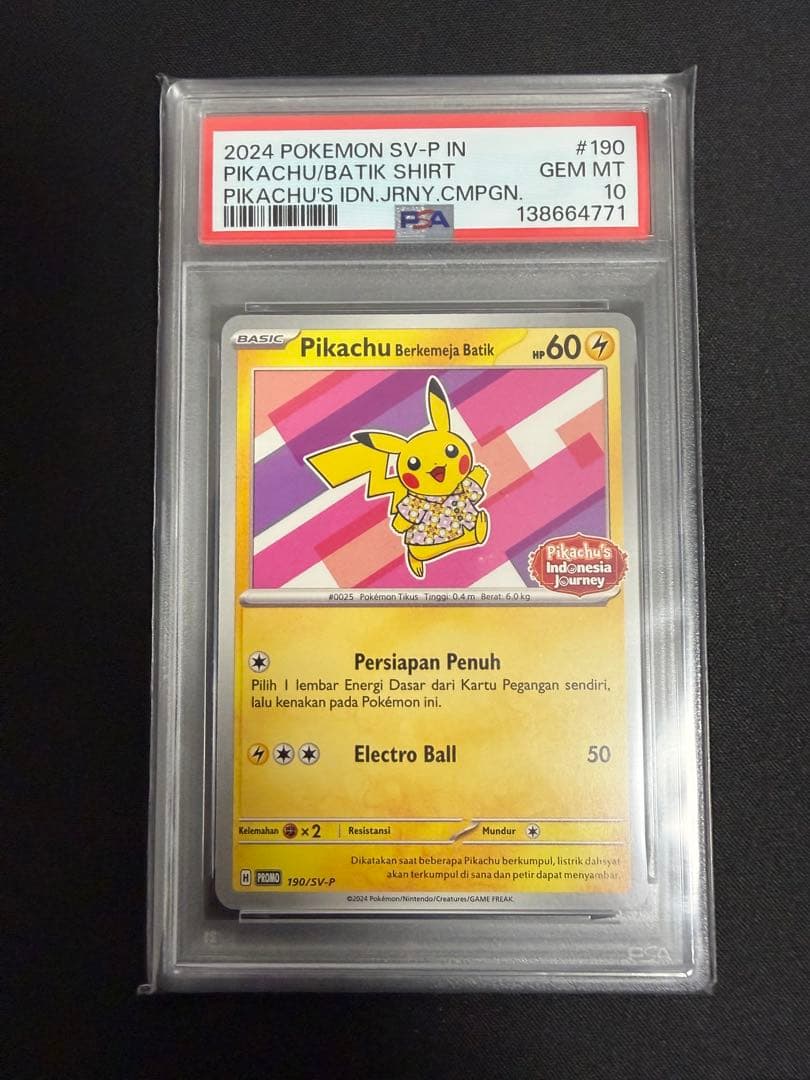 2024 POKEMON SV-P IN #190
PIKACHU/BATIK SHIRT GEM MT
PIKACHU'S IDN.JRNY.CMPGN. 10
PSA 138664771
BASIC Pikachu Berkemeja Batik HP 60
Pikachu's
Indonesia
Journey
#0025 Pokémon Tikus Tinggi: 0.4 m Berat: 6.0 kg
Persiapan Penuh
Pilih 1 lembar Energi Dasar dari Kartu Pegangan sendiri,
lalu kenakan pada Pokémon ini.
Electro Ball 50
Kelemahan ×2 Resistansi Mundur
Dikatakan saat beberapa Pikachu berkumpul, listrik dahsyat
akan terkumpul di sana dan petir dapat menyambar.
H PROMO 190/SV-P
©2024 Pokémon/Nintendo/Creatures/GAME FREAK.
PSA